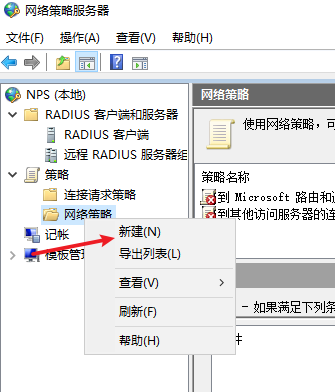 网络策略服务器
文件(F) 操作(A) 查看(V) 帮助(H)
NPS (本地)
RADIUS 客户端和服务器
RADIUS 客户端
远程 RADIUS 服务器组
策略
连接请求策略
网络策略
记帐
模板管
新建(N)
导出列表(L)
查看(V)
刷新(F)
帮助(H)
网络策略
使用网络策略，可
策略名称
到 Microsoft 路由和
到其他访问服务器的连
- 如果满足下列条